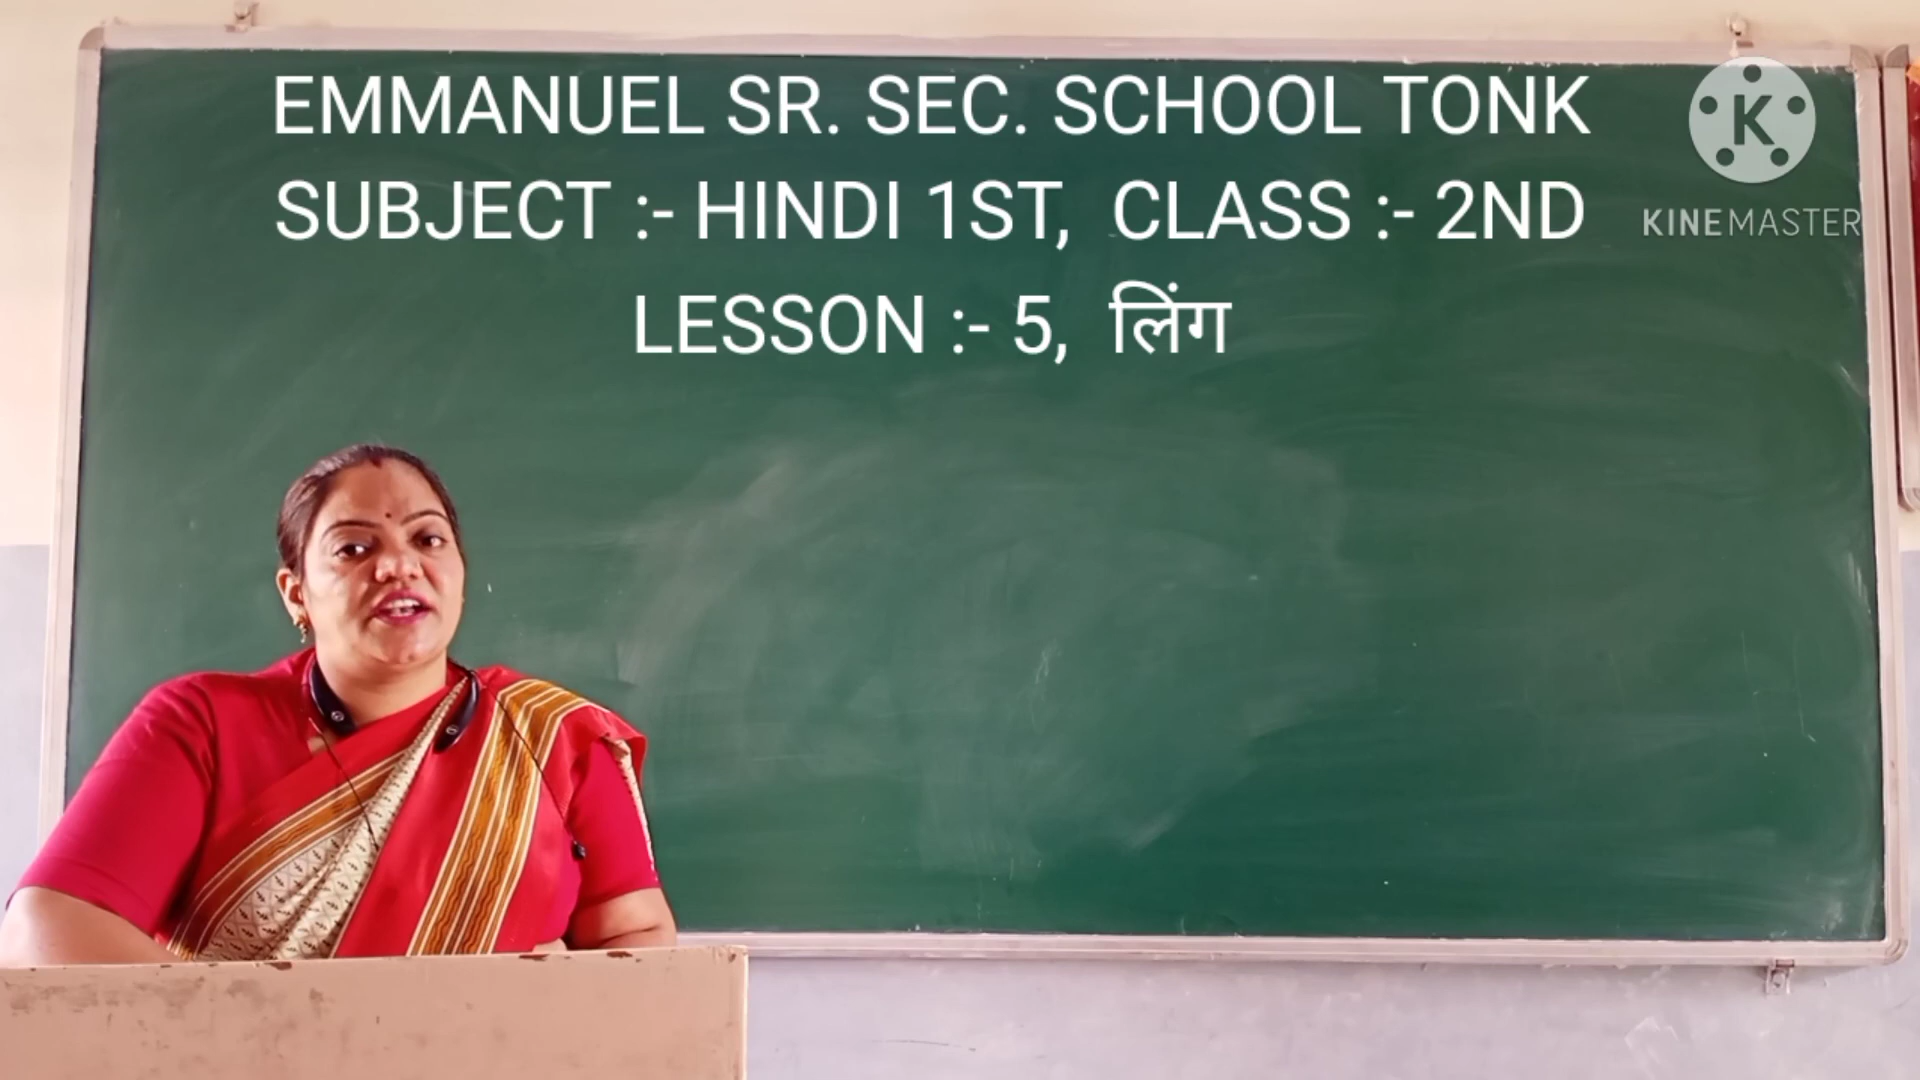 EMMANUEL SR. SEC. SCHOOL TONK
SUBJECT :- HINDI 1ST, CLASS :- 2ND
LESSON :- 5, लिंग
K
KINEMASTER